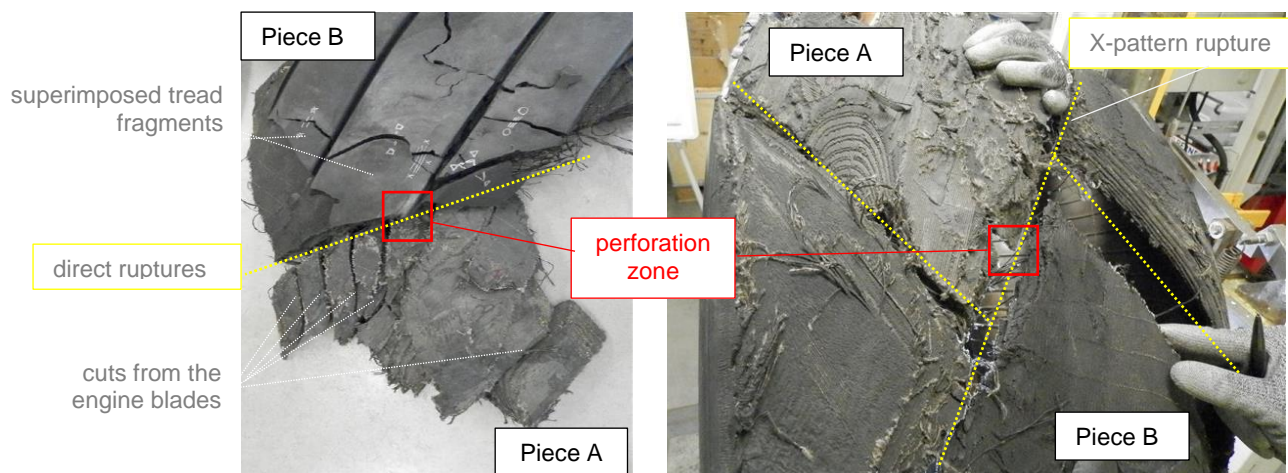 Piece B
superimposed tread
fragments
direct ruptures
cuts from the
engine blades
Piece A
perforation
zone
Piece A
X-pattern rupture
Piece B